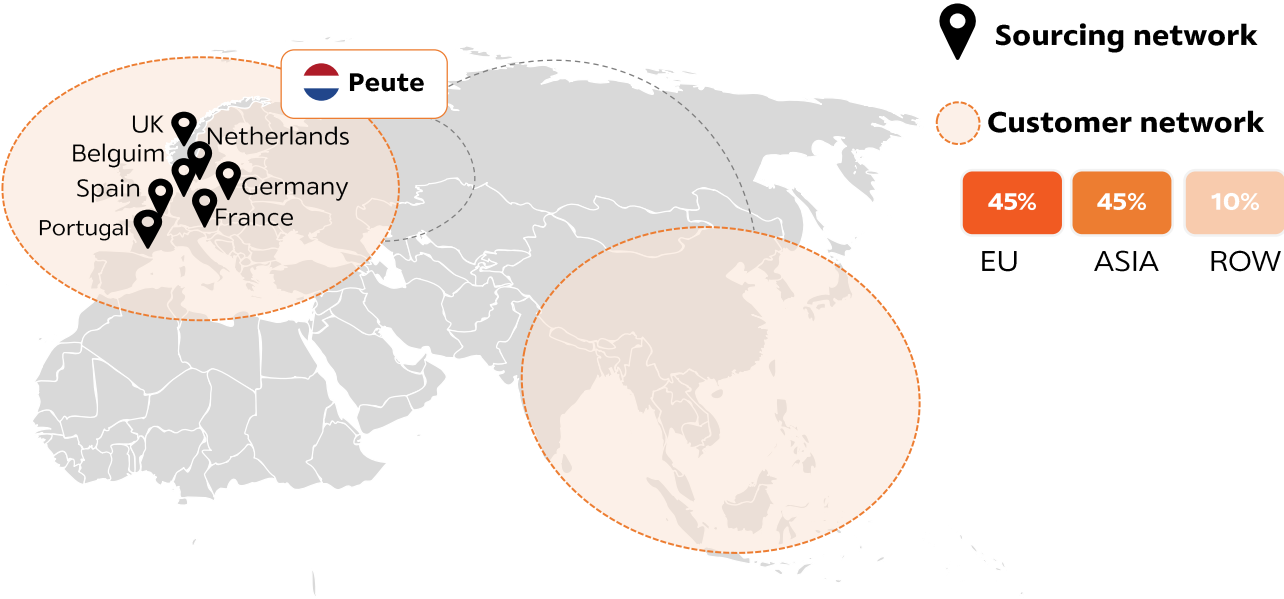 Sourcing network
Peute
Customer network
UK
Netherlands
Belguim
Spain
Germany
France
Portugal
45%
45%
10%
EU
ASIA
ROW